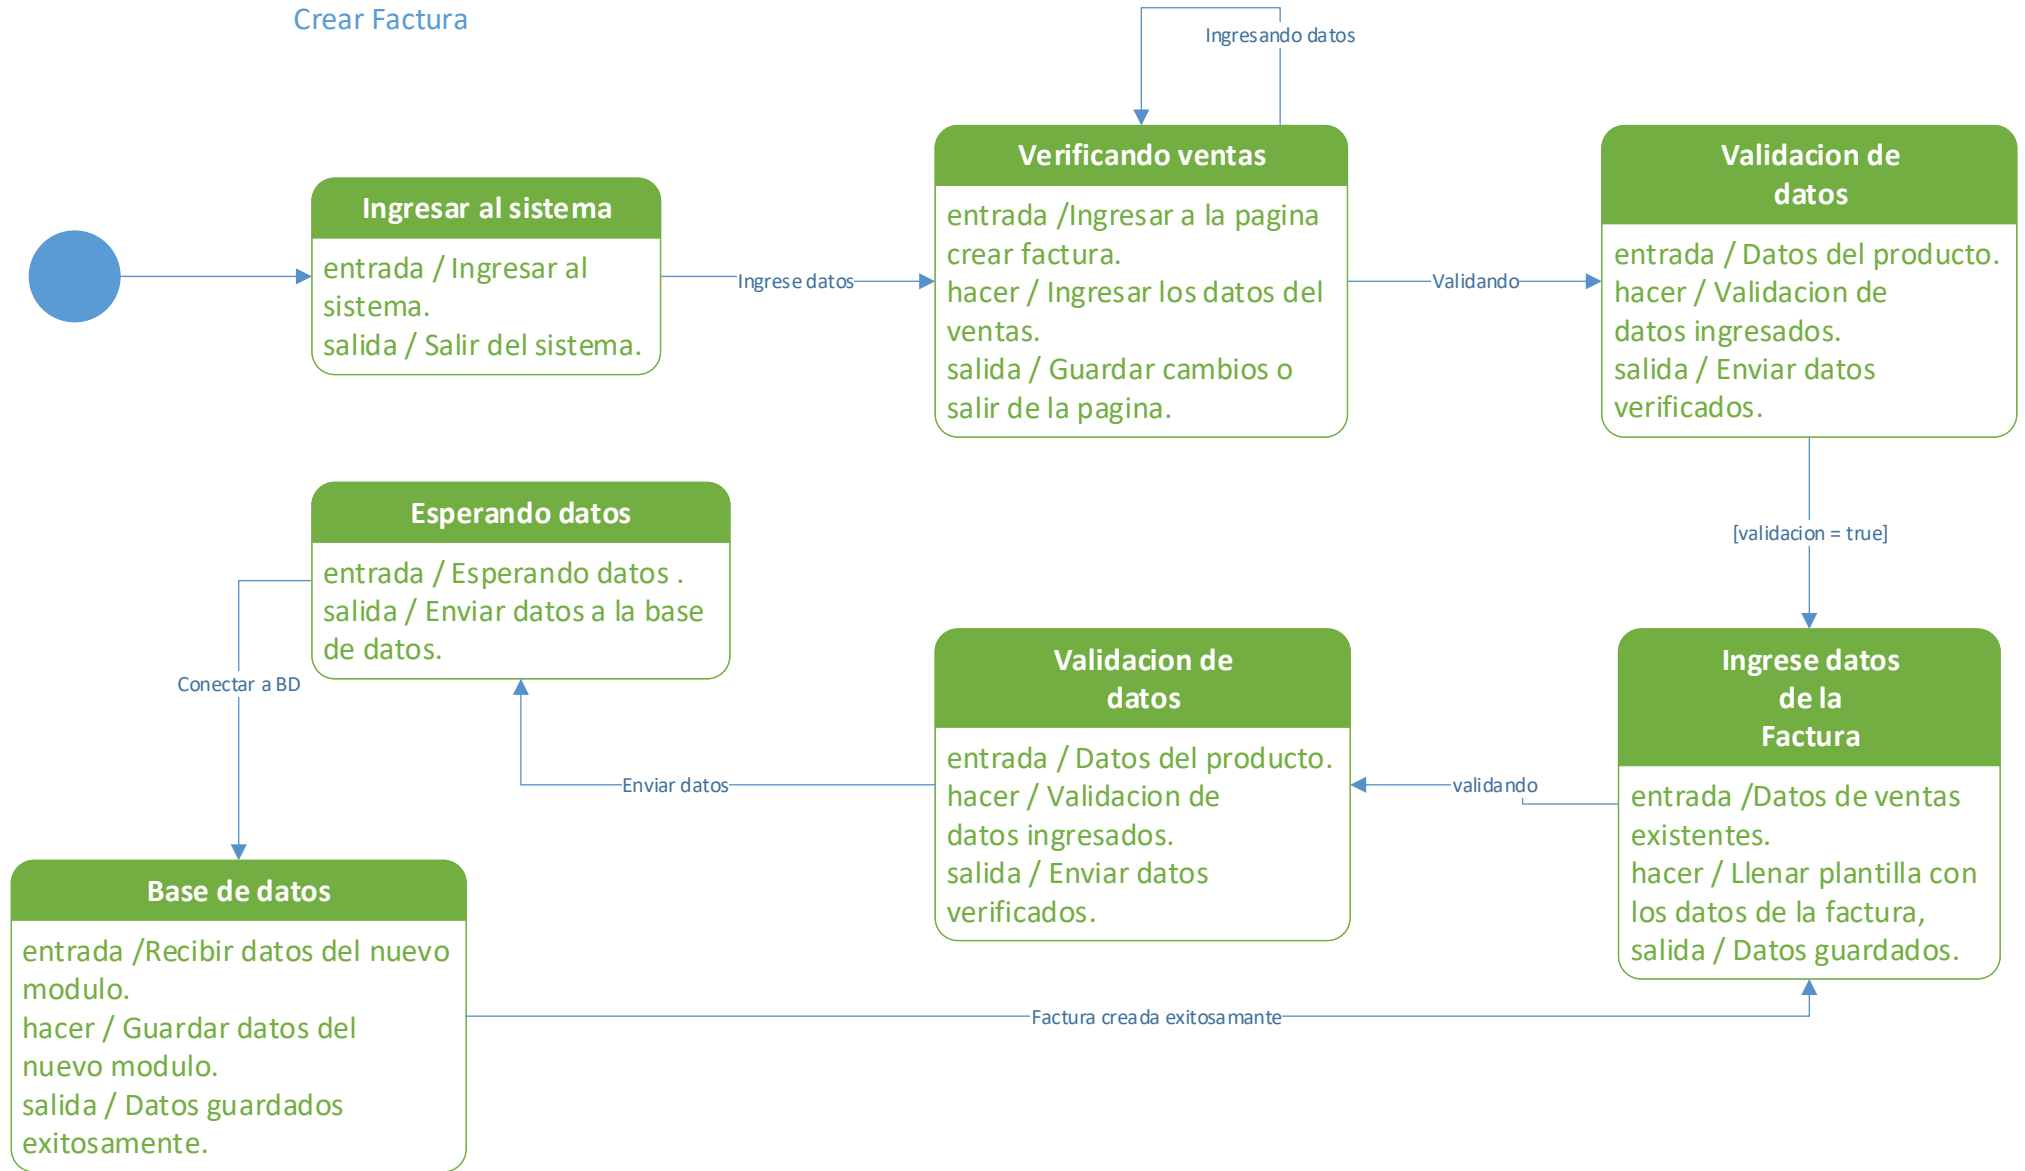 Crear Factura
Ingresando datos
Ingresar al sistema
entrada / Ingresar al
sistema.
salida / Salir del sistema.
Ingrese datos
Verificando ventas
entrada /Ingresar a la pagina
crear factura.
hacer / Ingresar los datos del
ventas.
salida / Guardar cambios o
salir de la pagina.
Validando
Validacion de
datos
entrada / Datos del producto.
hacer / Validacion de
datos ingresados.
salida / Enviar datos
verificados.
[validacion = true]
Ingrese datos
de la
Factura
entrada /Datos de ventas
existentes.
hacer / Llenar plantilla con
los datos de la factura,
salida / Datos guardados.
validando
Validacion de
datos
entrada / Datos del producto.
hacer / Validacion de
datos ingresados.
salida / Enviar datos
verificados.
Enviar datos
Esperando datos
entrada / Esperando datos .
salida / Enviar datos a la base
de datos.
Conectar a BD
Base de datos
entrada /Recibir datos del nuevo
modulo.
hacer / Guardar datos del
nuevo modulo.
salida / Datos guardados
exitosamente.
Factura creada exitosamante